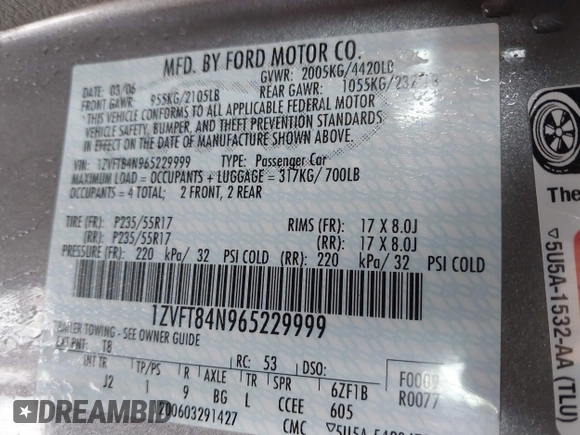 MFD. BY FORD MOTOR CO.
DATE: 03/06 GVWR: 2005KG/4420LB
FRONT GAWR: 955KG/2105LB REAR GAWR: 1055KG/
*THIS VEHICLE CONFORMS TO ALL APPLICABLE FEDERAL MOTOR
VEHICLE SAFETY, BUMPER, AND THEFT PREVENTION STANDARDS
IN EFFECT ON THE DATE OF MANUFACTURE SHOWN ABOVE.
VIN: 1ZVFT84N965229999 TYPE: Passenger Car
MAXIMUM LOAD = OCCUPANTS + LUGGAGE = 317KG/700LB
OCCUPANTS = 4 TOTAL; 2 FRONT, 2 REAR
TIRE (FR): P235/55R17 RIMS (FR): 17 X 8.0J
(RR): P235/55R17 (RR): 17 X 8.0J
PRESSURE (FR): 220 kPa/ 32 PSI COLD (RR): 220 kPa/ 32 PSI COLD
1ZVFT84N965229999
TRAILER TOWING - SEE OWNER GUIDE
EXT PNT: T8 RC: 53 DSO: F0009
INT TR TP/PS R AXLE TR SPR 6ZF1B R0077
J2 1 9 BG L CCEE 605
200603291427 CMC
The
▽5U5A-1532-AA (TLU)
DREAMBID